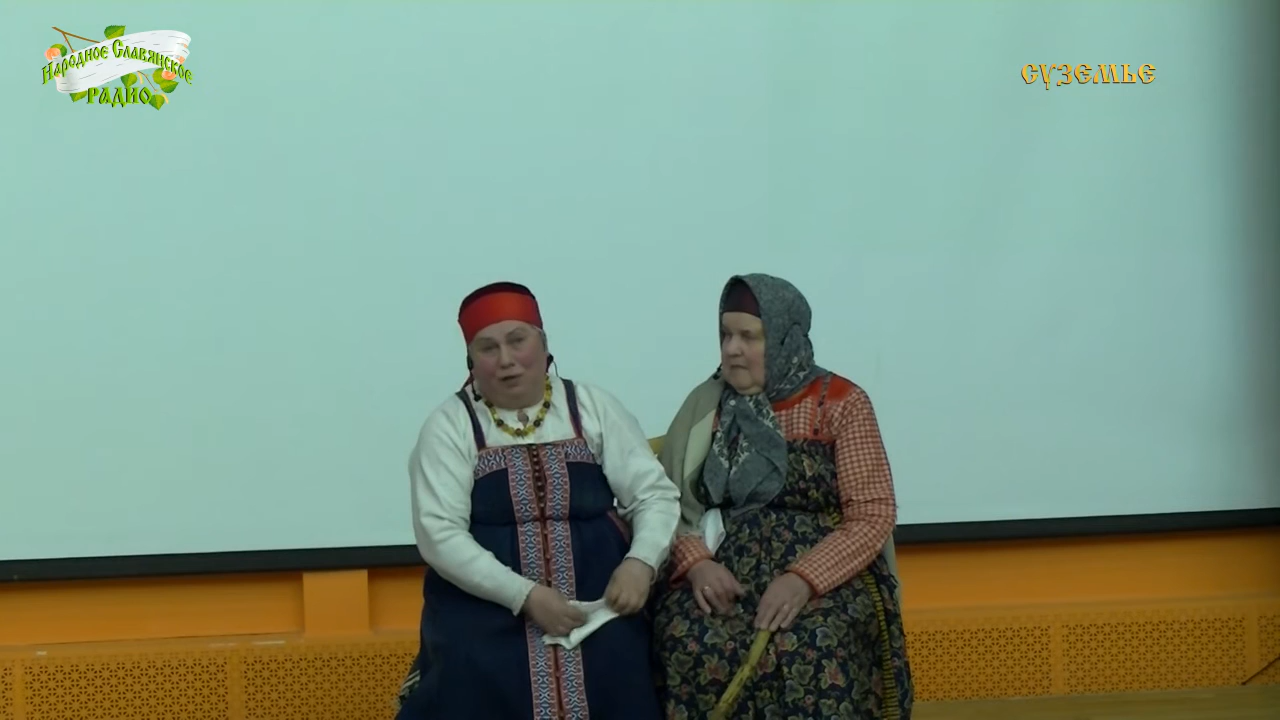 Народное Славянское
РАДИО
СУЗЕМЬЕ